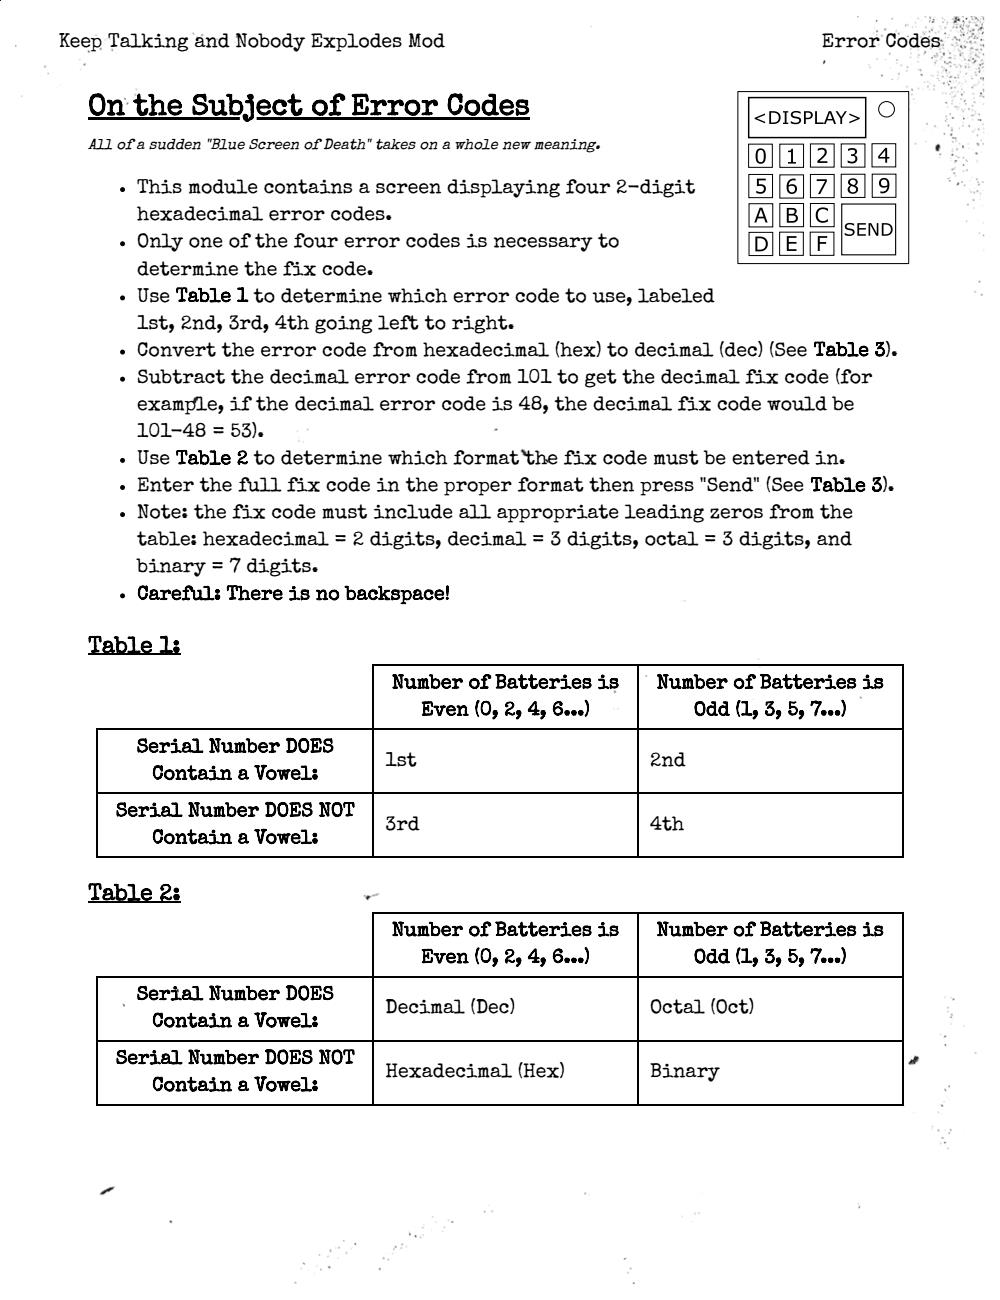 Keep Talking and Nobody Explodes Mod
Error Codes
On the Subject of Error Codes
All of a sudden "Blue Screen of Death" takes on a whole new meaning.
<DISPLAY>
0 1 2 3 4
5 6 7 8 9
A B C
SEND
D E F
• This module contains a screen displaying four 2-digit
hexadecimal error codes.
• Only one of the four error codes is necessary to
determine the fix code.
• Use Table 1 to determine which error code to use, labeled
1st, 2nd, 3rd, 4th going left to right.
• Convert the error code from hexadecimal (hex) to decimal (dec) (See Table 3).
• Subtract the decimal error code from 101 to get the decimal fix code (for
example, if the decimal error code is 48, the decimal fix code would be
101-48 = 53).
• Use Table 2 to determine which format the fix code must be entered in.
• Enter the full fix code in the proper format then press "Send" (See Table 3).
• Note: the fix code must include all appropriate leading zeros from the
table: hexadecimal = 2 digits, decimal = 3 digits, octal = 3 digits, and
binary = 7 digits.
• Careful: There is no backspace!
Table 1:
Number of Batteries is
Even (0, 2, 4, 6...)
Number of Batteries is
Odd (1, 3, 5, 7...)
Serial Number DOES
Contain a Vowel:
1st
2nd
Serial Number DOES NOT
Contain a Vowel:
3rd
4th
Table 2:
Number of Batteries is
Even (0, 2, 4, 6...)
Number of Batteries is
Odd (1, 3, 5, 7...)
Serial Number DOES
Contain a Vowel:
Decimal (Dec)
Octal (Oct)
Serial Number DOES NOT
Contain a Vowel:
Hexadecimal (Hex)
Binary